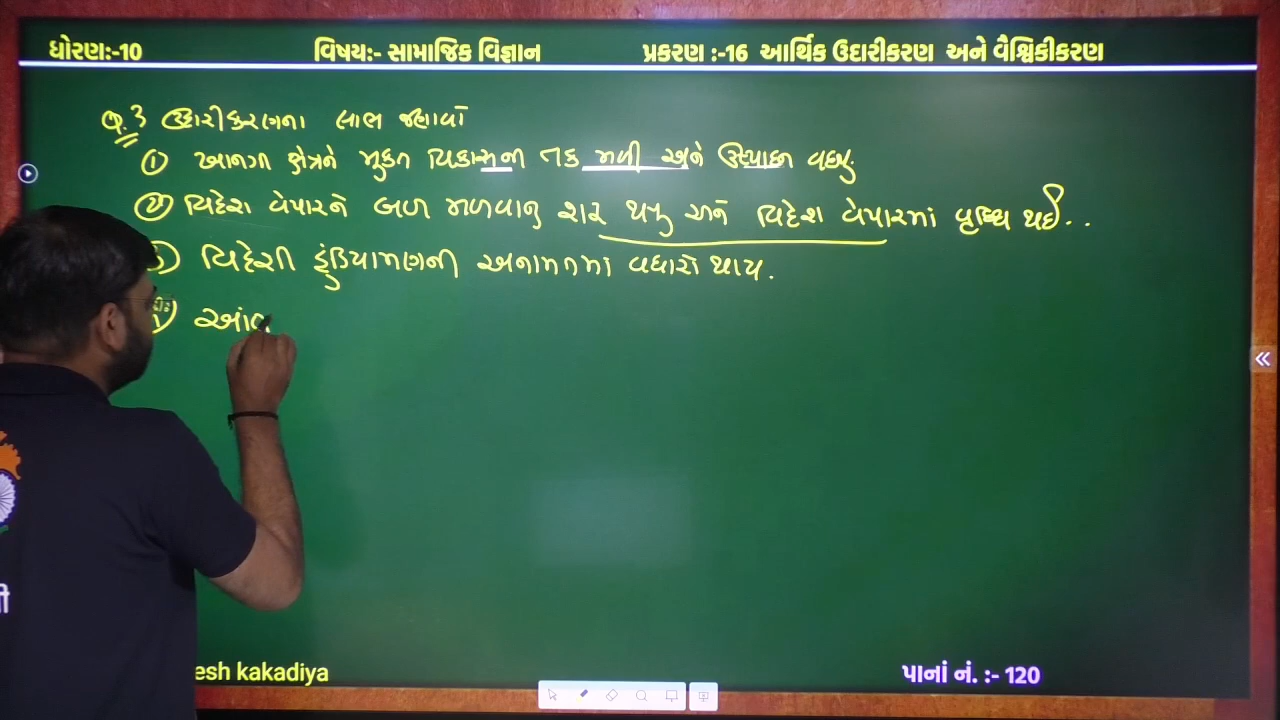 ધોરણ:-10 વિષય:- સામાજિક વિજ્ઞાન પ્રકરણ :-16 આર્થિક ઉદારીકરણ અને વૈશ્વિકીકરણ
Q.3 ઉદારીકરણના લાભ જણાવો
① ખાનગી ક્ષેત્રને મુક્ત વિકાસની તક મળી અને ઉત્પાદન વધ્યુ
② વિદેશ વેપારને બળ મળવાનુ શરૂ થયુ અને વિદેશ વેપારમાં વૃધ્ધિ થઈ..
વિદેશી હુંડિયામણની અનામતમાં વધારો થાય.
esh kakadiya
પાનાં નં. :- 120